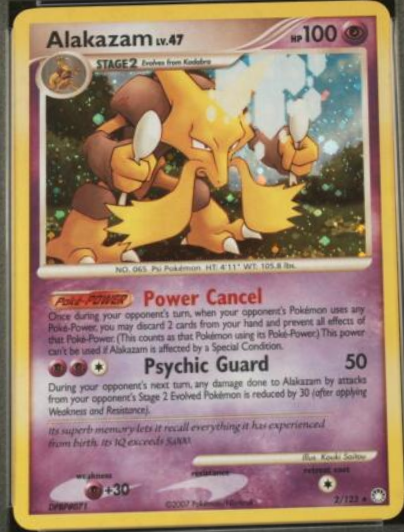 Alakazam LV.47 HP 100
STAGE2 Evolves from Kadabra
NO. 065 Psi Pokémon HT: 4'11" WT: 105.8 lbs.
Poké-POWER Power Cancel
Once during your opponent's turn, when your opponent's Pokémon uses any
Poké-Power, you may discard 2 cards from your hand and prevent all effects of
that Poké-Power. (This counts as that Pokémon using its Poké-Power.) This power
can't be used if Alakazam is affected by a Special Condition.
Psychic Guard 50
During your opponent's next turn, any damage done to Alakazam by attacks
from your opponent's Stage 2 Evolved Pokémon is reduced by 30 (after applying
Weakness and Resistance).
Its superb memory lets it recall everything it has experienced
from birth. Its IQ exceeds 5,000.
Illus. Kouki Saitou
weakness resistance retreat cost
+30
DPBP#071 ©2007 Pokémon/Nintendo 2/123 ★